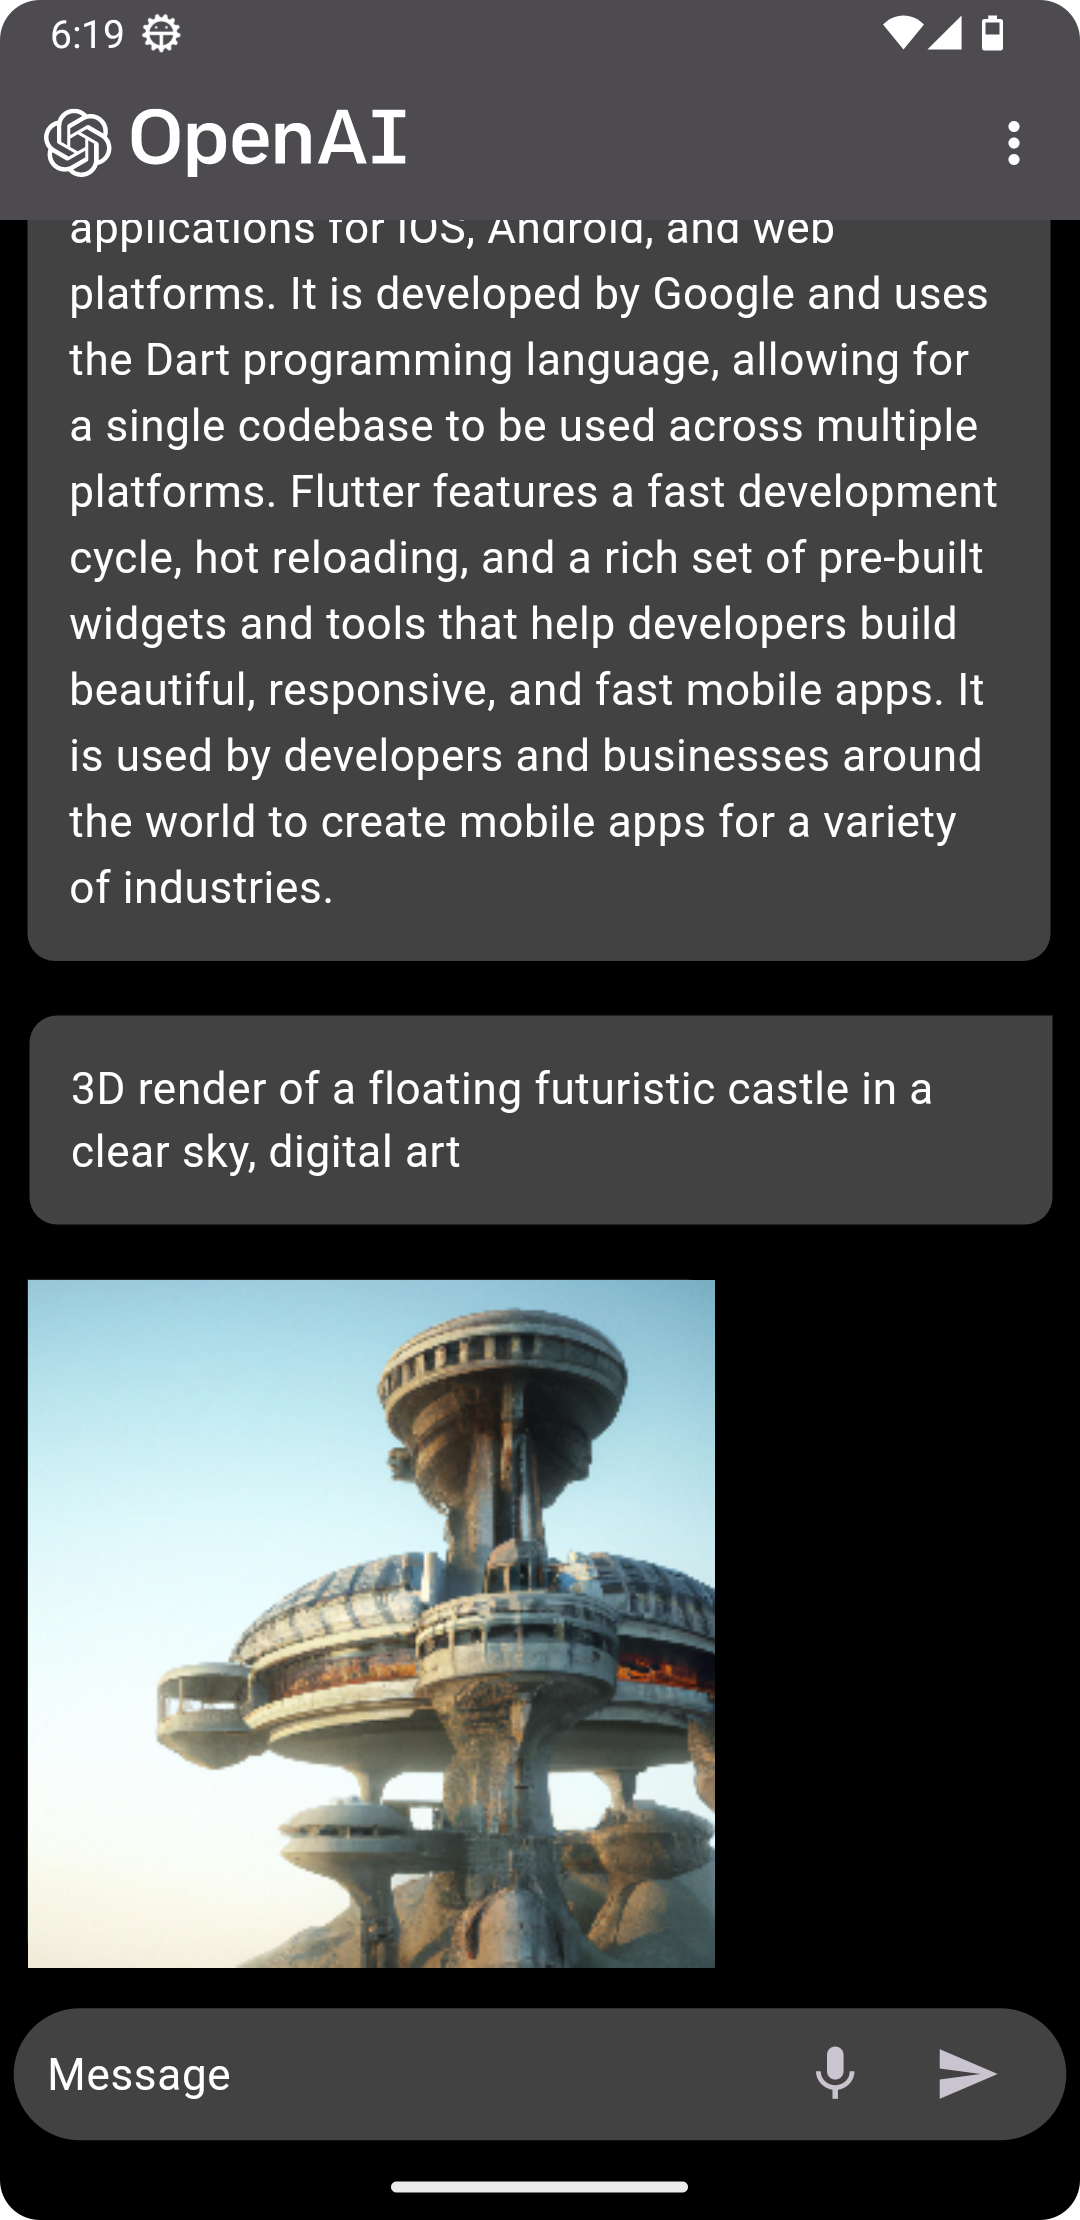 6:19
OpenAI
applications for iOS, Android, and web
platforms. It is developed by Google and uses
the Dart programming language, allowing for
a single codebase to be used across multiple
platforms. Flutter features a fast development
cycle, hot reloading, and a rich set of pre-built
widgets and tools that help developers build
beautiful, responsive, and fast mobile apps. It
is used by developers and businesses around
the world to create mobile apps for a variety
of industries.
3D render of a floating futuristic castle in a
clear sky, digital art
Message